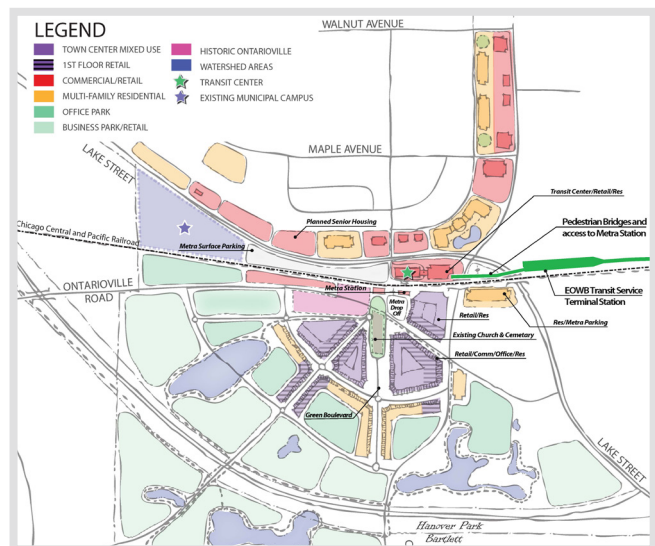 WALNUT AVENUE
LEGEND
TOWN CENTER MIXED USE
1ST FLOOR RETAIL
COMMERCIAL/RETAIL
MULTI-FAMILY RESIDENTIAL
OFFICE PARK
BUSINESS PARK/RETAIL
HISTORIC ONTARIOVILLE
WATERSHED AREAS
TRANSIT CENTER
EXISTING MUNICIPAL CAMPUS
MAPLE AVENUE
LAKE STREET
Transit Center/Retail/Res
Planned Senior Housing
Pedestrian Bridges and
access to Metra Station
Chicago Central and Pacific Railroad
Metra Surface Parking
ONTARIOVILLE
ROAD
Metra Station
Metra
Drop
Off
EOWB Transit Service
Terminal Station
Retail/Res
Res/Metra Parking
Existing Church & Cemetary
Retail/Comm/Office/Res
Green Boulevard
LAKE STREET
Hanover Park
Bartlett